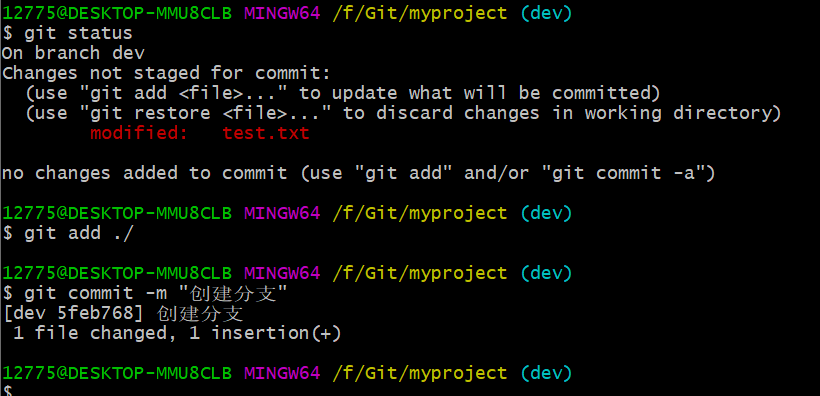 12775@DESKTOP-MMU8CLB MINGW64 /f/Git/myproject (dev)
$ git status
On branch dev
Changes not staged for commit:
  (use "git add <file>..." to update what will be committed)
  (use "git restore <file>..." to discard changes in working directory)
        modified:   test.txt

no changes added to commit (use "git add" and/or "git commit -a")

12775@DESKTOP-MMU8CLB MINGW64 /f/Git/myproject (dev)
$ git add ./

12775@DESKTOP-MMU8CLB MINGW64 /f/Git/myproject (dev)
$ git commit -m "创建分支"
[dev 5feb768] 创建分支
 1 file changed, 1 insertion(+)

12775@DESKTOP-MMU8CLB MINGW64 /f/Git/myproject (dev)
$